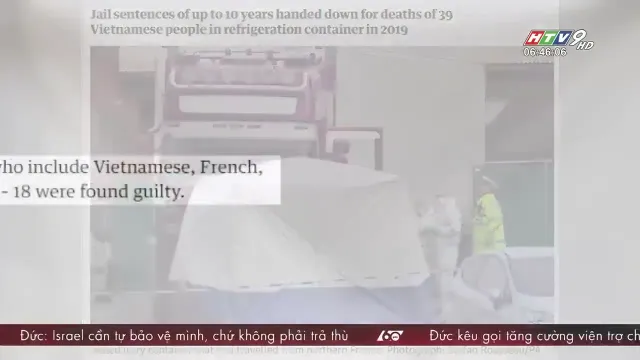 Jail sentences of up to 10 years handed down for deaths of 39
Vietnamese people in refrigeration container in 2019
HTV9 HD
06:46:06
who include Vietnamese, French,
- 18 were found guilty.
Đức: Israel cần tự bảo vệ mình, chứ không phải trả thù
60
Đức kêu gọi tăng cường viện trợ ch